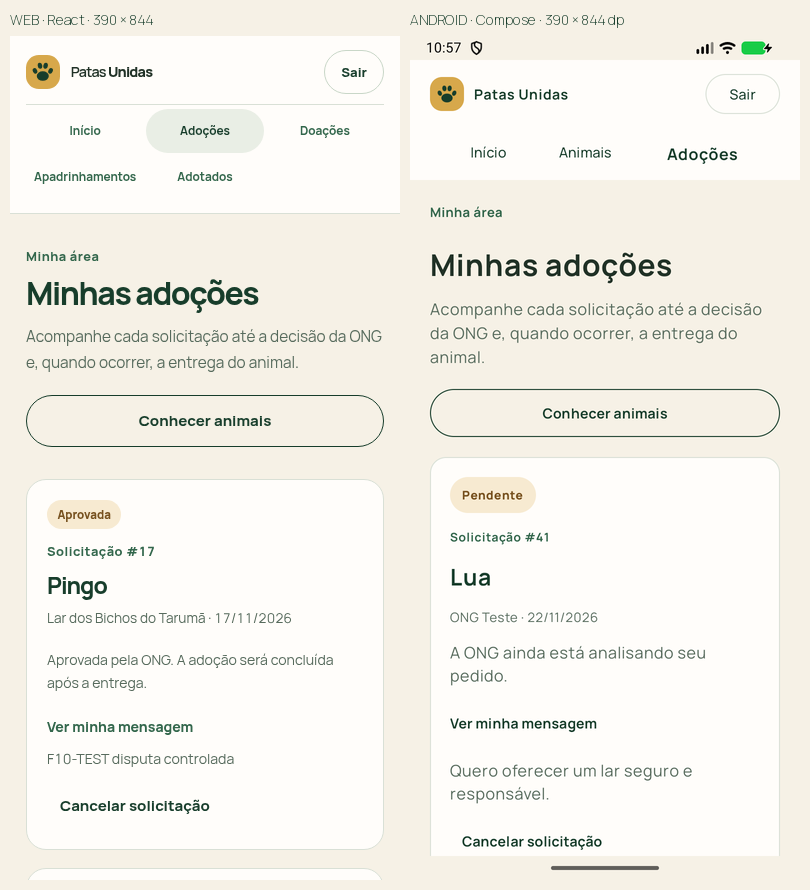 WEB · React · 390 × 844
Patas Unidas
Sair
Início
Adoções
Doações
Apadrinhamentos
Adotados
Minha área
Minhas adoções
Acompanhe cada solicitação até a decisão da ONG
e, quando ocorrer, a entrega do animal.
Conhecer animais
Aprovada
Solicitação #17
Pingo
Lar dos Bichos do Tarumã · 17/11/2026
Aprovada pela ONG. A adoção será concluída
após a entrega.
Ver minha mensagem
F10-TEST disputa controlada
Cancelar solicitação
ANDROID · Compose · 390 × 844 dp
10:57
Patas Unidas
Sair
Início
Animais
Adoções
Minha área
Minhas adoções
Acompanhe cada solicitação até a decisão
da ONG e, quando ocorrer, a entrega do
animal.
Conhecer animais
Pendente
Solicitação #41
Lua
ONG Teste · 22/11/2026
A ONG ainda está analisando seu
pedido.
Ver minha mensagem
Quero oferecer um lar seguro e
responsável.
Cancelar solicitação